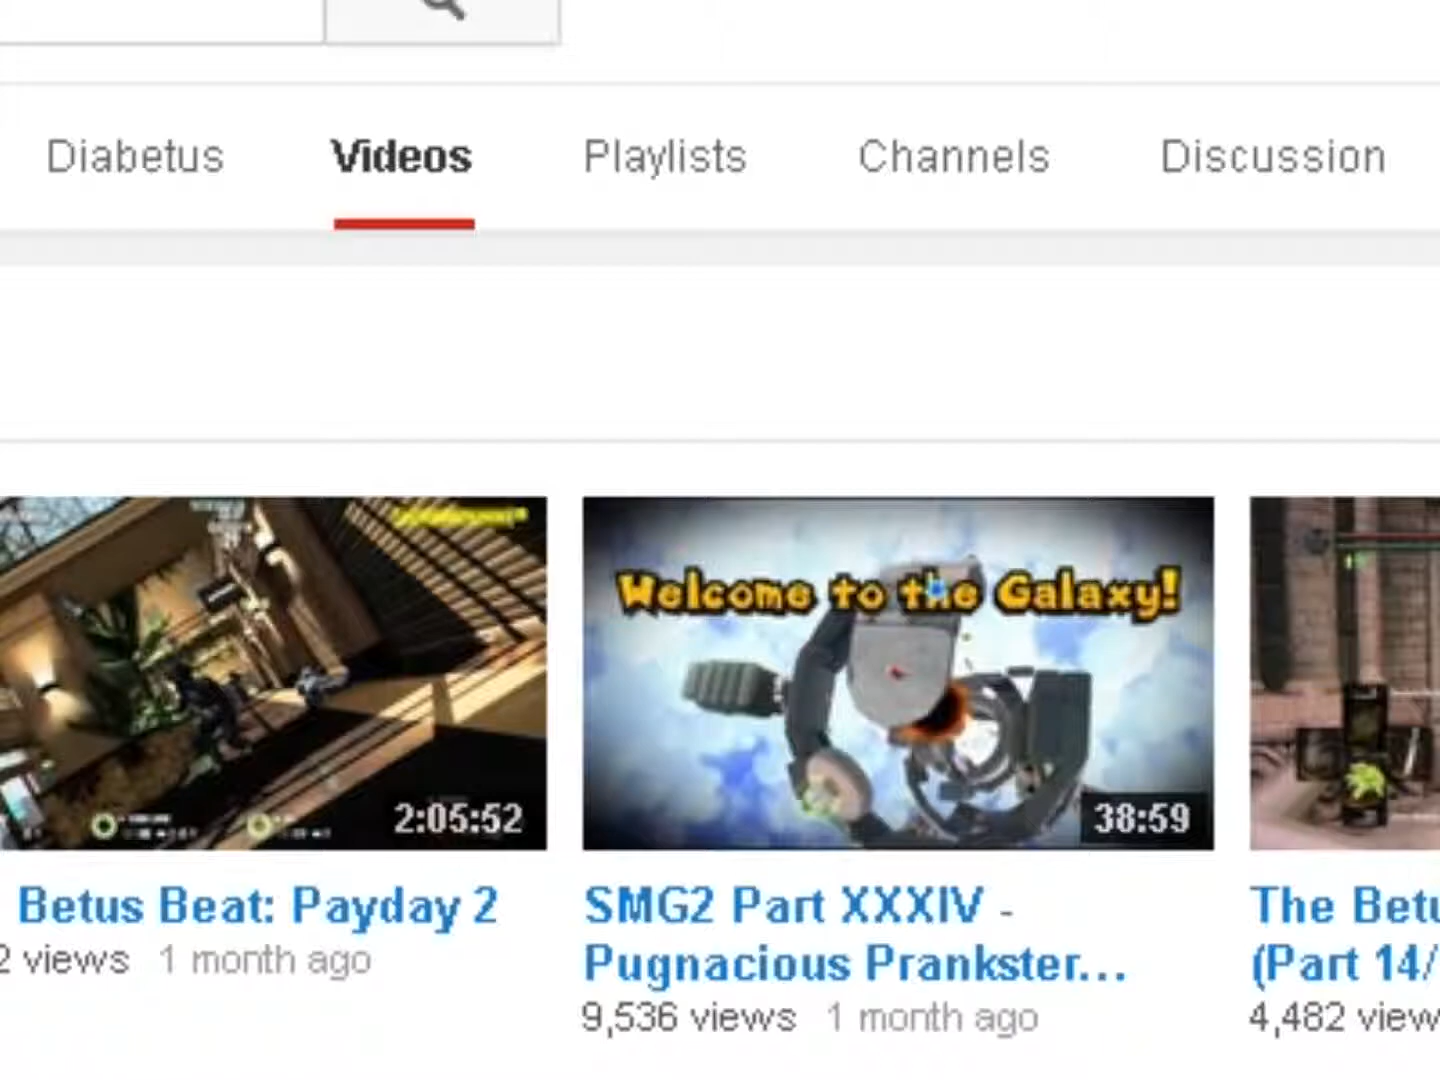 Diabetus Videos Playlists Channels Discussion
Welcome to the Galaxy!
2:05:52
38:59
Betus Beat: Payday 2
2 views 1 month ago
SMG2 Part XXXIV -
Pugnacious Prankster...
9,536 views 1 month ago
The Betu
(Part 14/
4,482 view